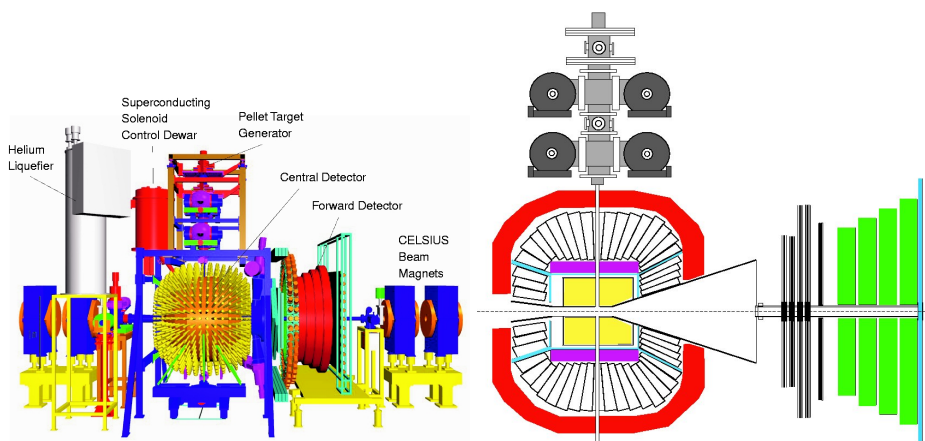 Superconducting
Solenoid
Control Dewar
Pellet Target
Generator
Helium
Liquefier
Central Detector
Forward Detector
CELSIUS
Beam
Magnets